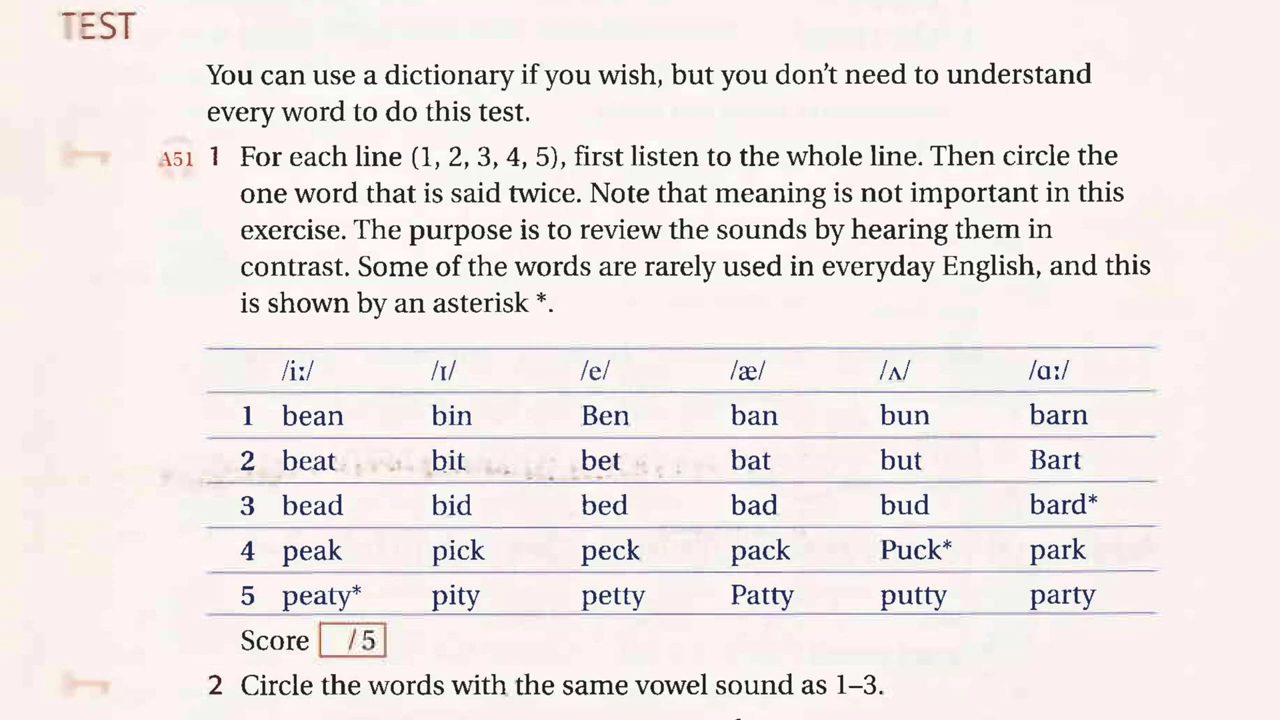 TEST
You can use a dictionary if you wish, but you don't need to understand
every word to do this test.
A51 1 For each line (1, 2, 3, 4, 5), first listen to the whole line. Then circle the
one word that is said twice. Note that meaning is not important in this
exercise. The purpose is to review the sounds by hearing them in
contrast. Some of the words are rarely used in everyday English, and this
is shown by an asterisk *.
/iː/ /ɪ/ /e/ /æ/ /ʌ/ /ɑː/
1 bean bin Ben ban bun barn
2 beat bit bet bat but Bart
3 bead bid bed bad bud bard*
4 peak pick peck pack Puck* park
5 peaty* pity petty Patty putty party
Score /5
2 Circle the words with the same vowel sound as 1–3.